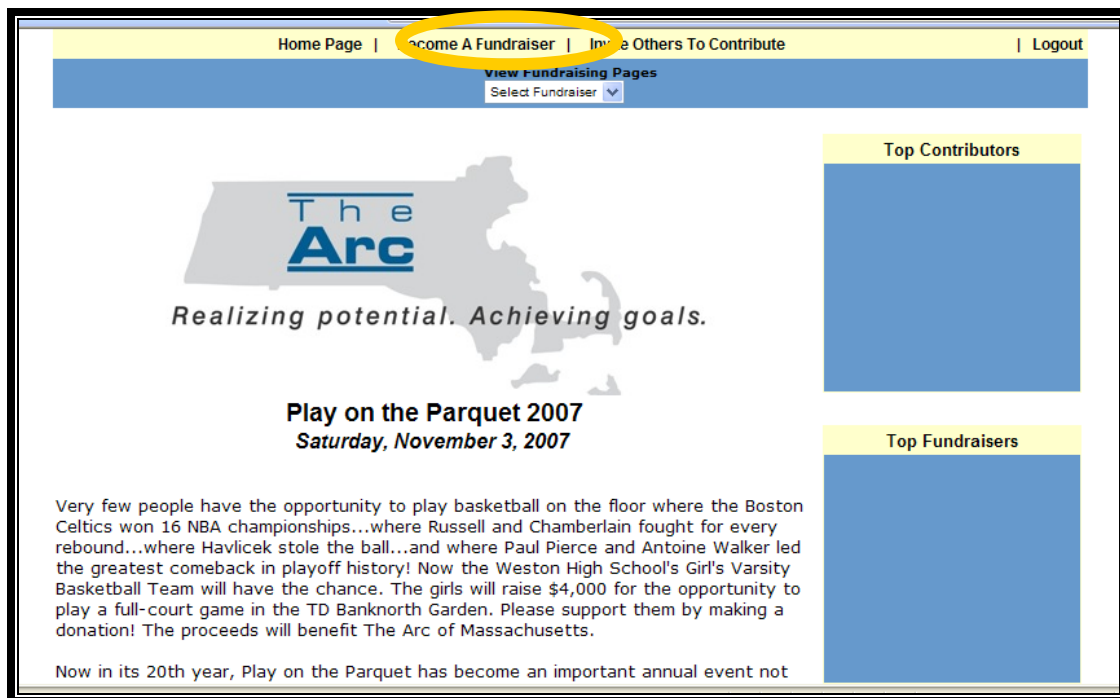 Home Page | Become A Fundraiser | Invite Others To Contribute | Logout
View Fundraising Pages
Select Fundraiser
Top Contributors
The
Arc
Realizing potential. Achieving goals.
Play on the Parquet 2007
Saturday, November 3, 2007
Top Fundraisers
Very few people have the opportunity to play basketball on the floor where the Boston
Celtics won 16 NBA championships...where Russell and Chamberlain fought for every
rebound...where Havlicek stole the ball...and where Paul Pierce and Antoine Walker led
the greatest comeback in playoff history! Now the Weston High School's Girl's Varsity
Basketball Team will have the chance. The girls will raise $4,000 for the opportunity to
play a full-court game in the TD Banknorth Garden. Please support them by making a
donation! The proceeds will benefit The Arc of Massachusetts.
Now in its 20th year, Play on the Parquet has become an important annual event not